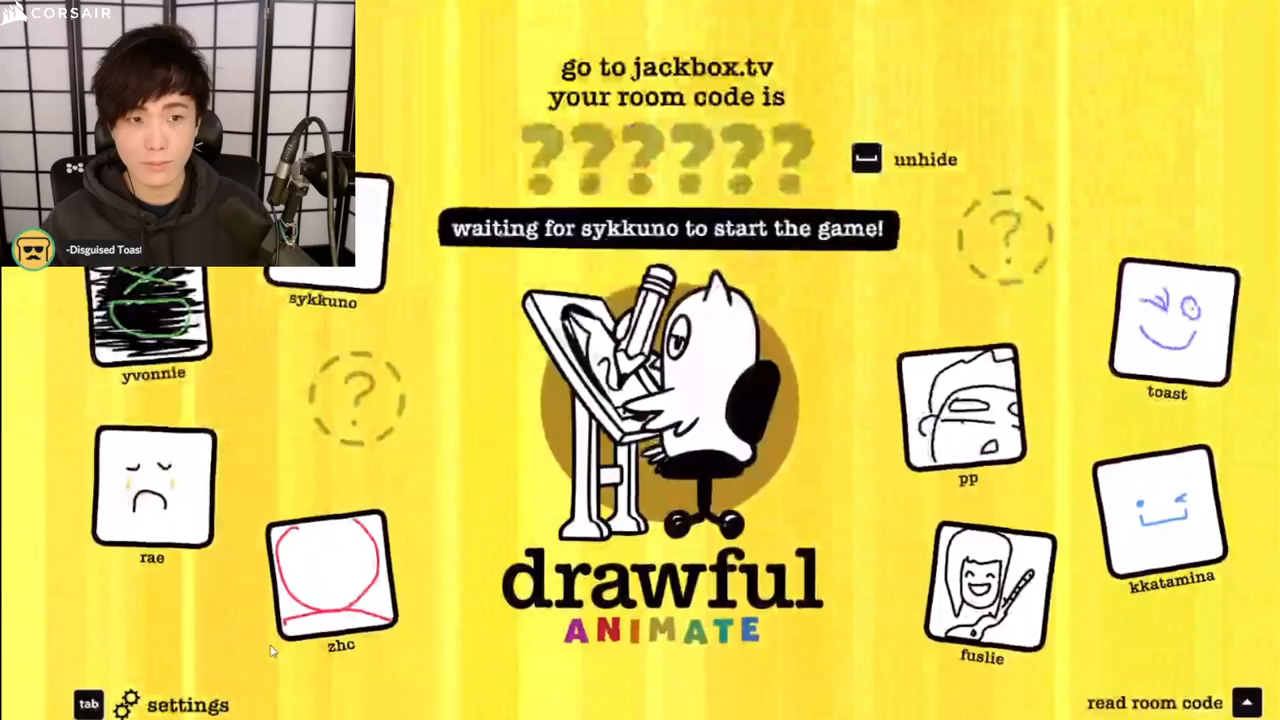 CORSAIR
go to jackbox.tv
your room code is
??????
unhide
waiting for sykkuno to start the game!
-Disguised Toast
sykkuno
yvonnie
?
?
toast
pp
rae
kkatamina
zhc
fuslie
drawful
ANIMATE
tab settings
read room code